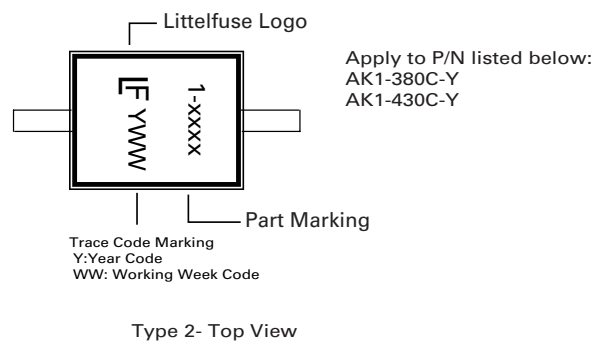 Littelfuse Logo
Apply to P/N listed below:
AK1-380C-Y
AK1-430C-Y
LF YWW
1-xxxx
Part Marking
Trace Code Marking
Y:Year Code
WW: Working Week Code
Type 2- Top View